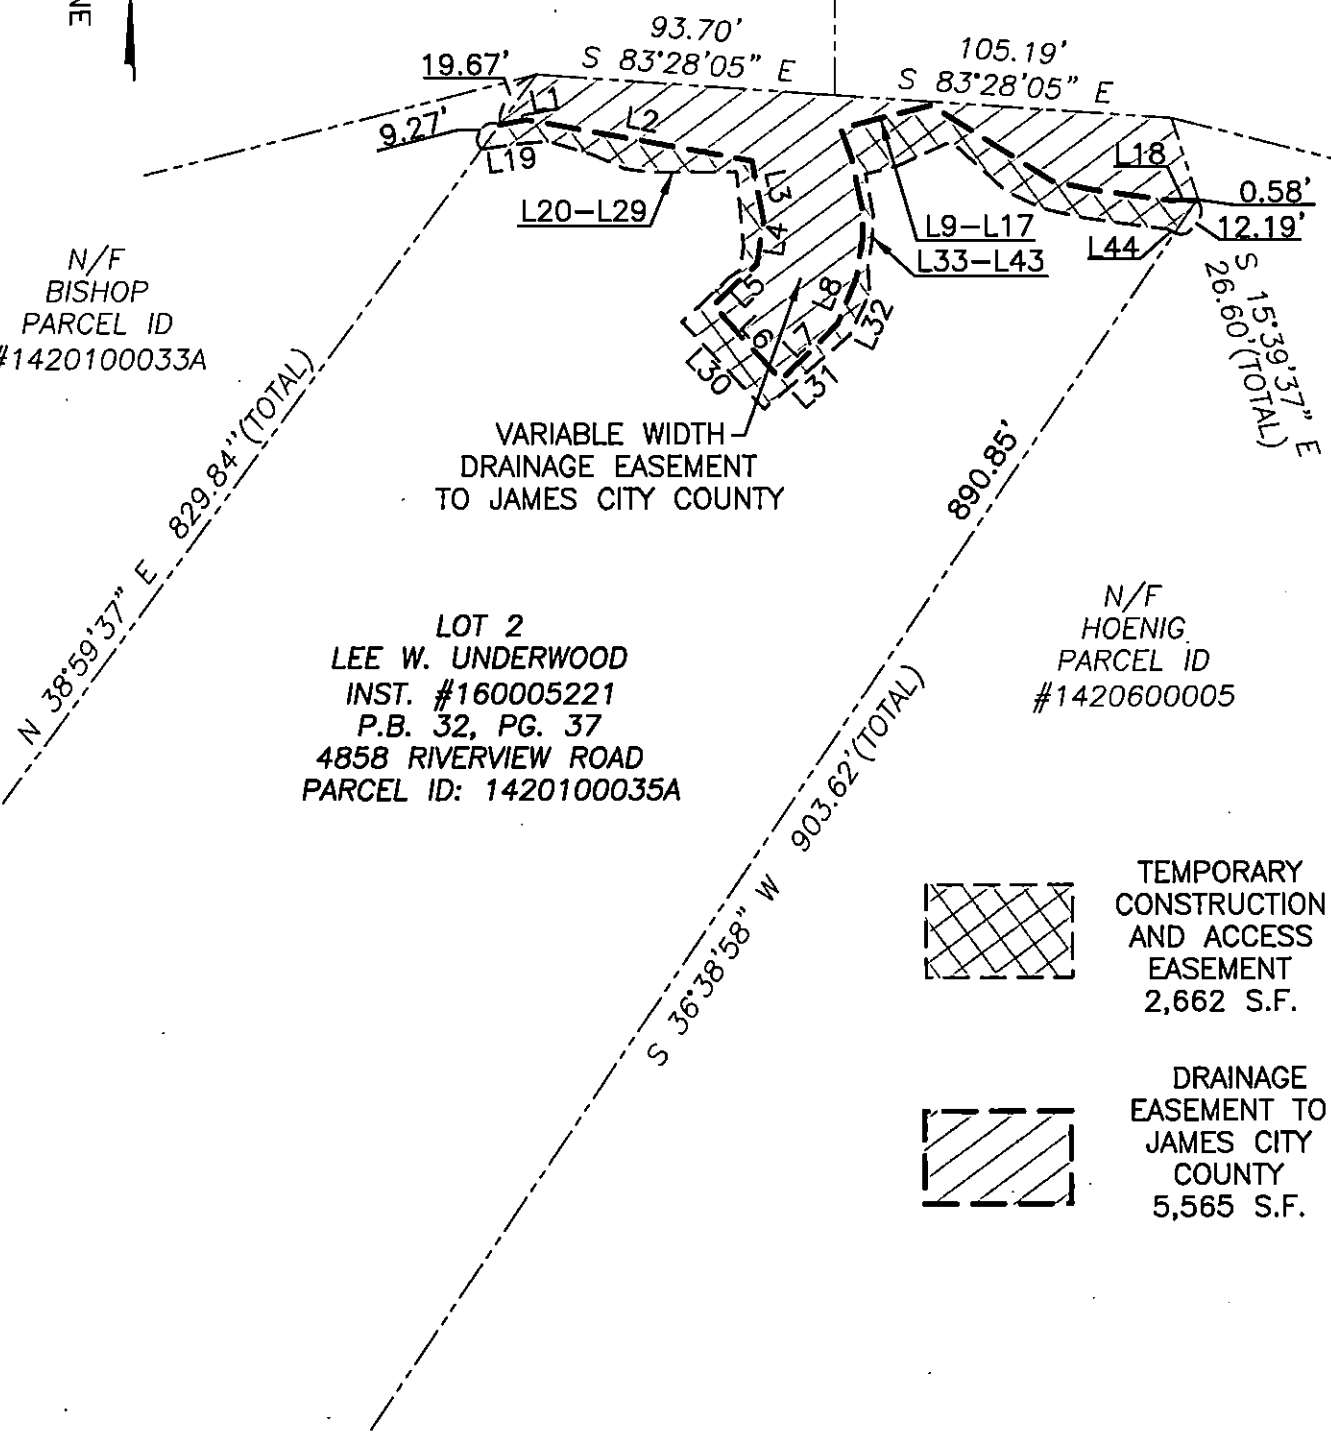 NE
93.70'
S 83°28'05" E
105.19'
S 83°28'05" E
19.67'
9.27'
L1
L2
L19
L3
L4
L20-L29
L5
L6
L7
L8
L30
L31
L32
L9-L17
L33-L43
L18
0.58'
12.19'
L44
S 15°39'37" E
26.60'(TOTAL)
N/F
BISHOP
PARCEL ID
#1420100033A
VARIABLE WIDTH
DRAINAGE EASEMENT
TO JAMES CITY COUNTY
N 38°59'37" E 829.84''(TOTAL)
890.85'
S 36°38'58" W 903.62'(TOTAL)
LOT 2
LEE W. UNDERWOOD
INST. #160005221
P.B. 32, PG. 37
4858 RIVERVIEW ROAD
PARCEL ID: 1420100035A
N/F
HOENIG
PARCEL ID
#1420600005
TEMPORARY
CONSTRUCTION
AND ACCESS
EASEMENT
2,662 S.F.
DRAINAGE
EASEMENT TO
JAMES CITY
COUNTY
5,565 S.F.